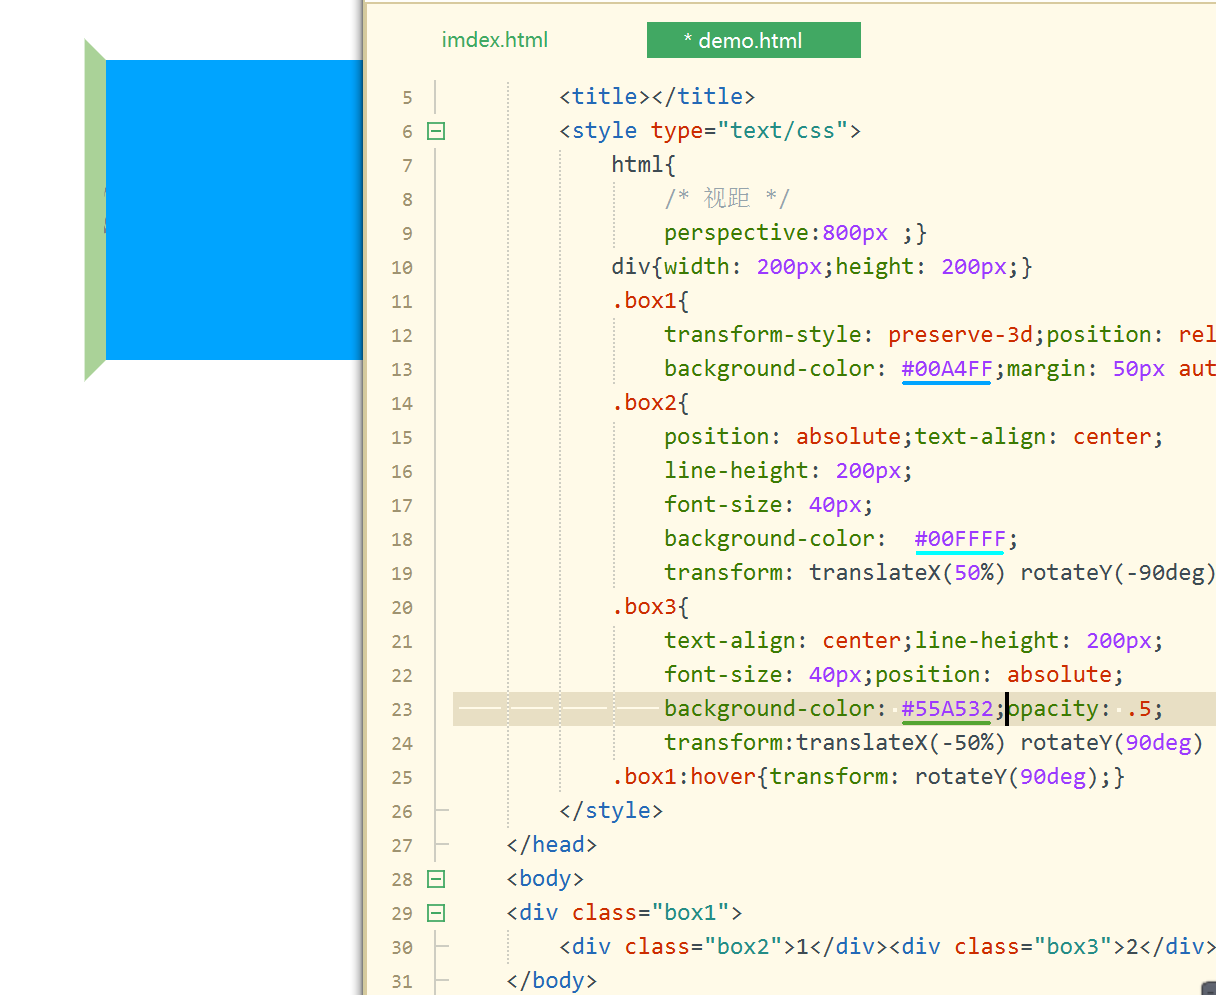 imdex.html
* demo.html
5 <title></title>
6 <style type="text/css">
7 html{
8 /* 视距 */
9 perspective:800px ;}
10 div{width: 200px;height: 200px;}
11 .box1{
12 transform-style: preserve-3d;position: rel
13 background-color: #00A4FF;margin: 50px aut
14 .box2{
15 position: absolute;text-align: center;
16 line-height: 200px;
17 font-size: 40px;
18 background-color:  #00FFFF;
19 transform: translateX(50%) rotateY(-90deg)
20 .box3{
21 text-align: center;line-height: 200px;
22 font-size: 40px;position: absolute;
23 background-color: #55A532;opacity: .5;
24 transform:translateX(-50%) rotateY(90deg)
25 .box1:hover{transform: rotateY(90deg);}
26 </style>
27 </head>
28 <body>
29 <div class="box1">
30 <div class="box2">1</div><div class="box3">2</div>
31 </body>